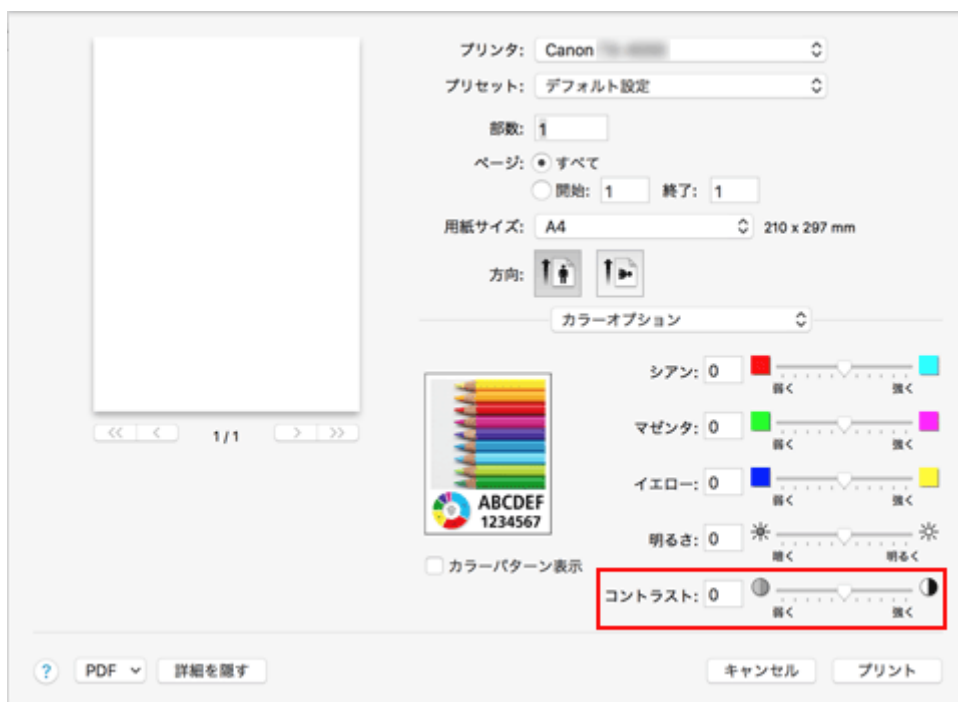 プリンタ: Canon
プリセット: デフォルト設定
部数: 1
ページ: すべて
開始: 1 終了: 1
用紙サイズ: A4 210 x 297 mm
方向:
カラーオプション
シアン: 0
弱く 強く
マゼンタ: 0
弱く 強く
イエロー: 0
弱く 強く
明るさ: 0
暗く 明るく
コントラスト: 0
弱く 強く
ABCDEF
1234567
カラーパターン表示
<< < 1 / 1 > >>
? PDF 詳細を隠す キャンセル プリント